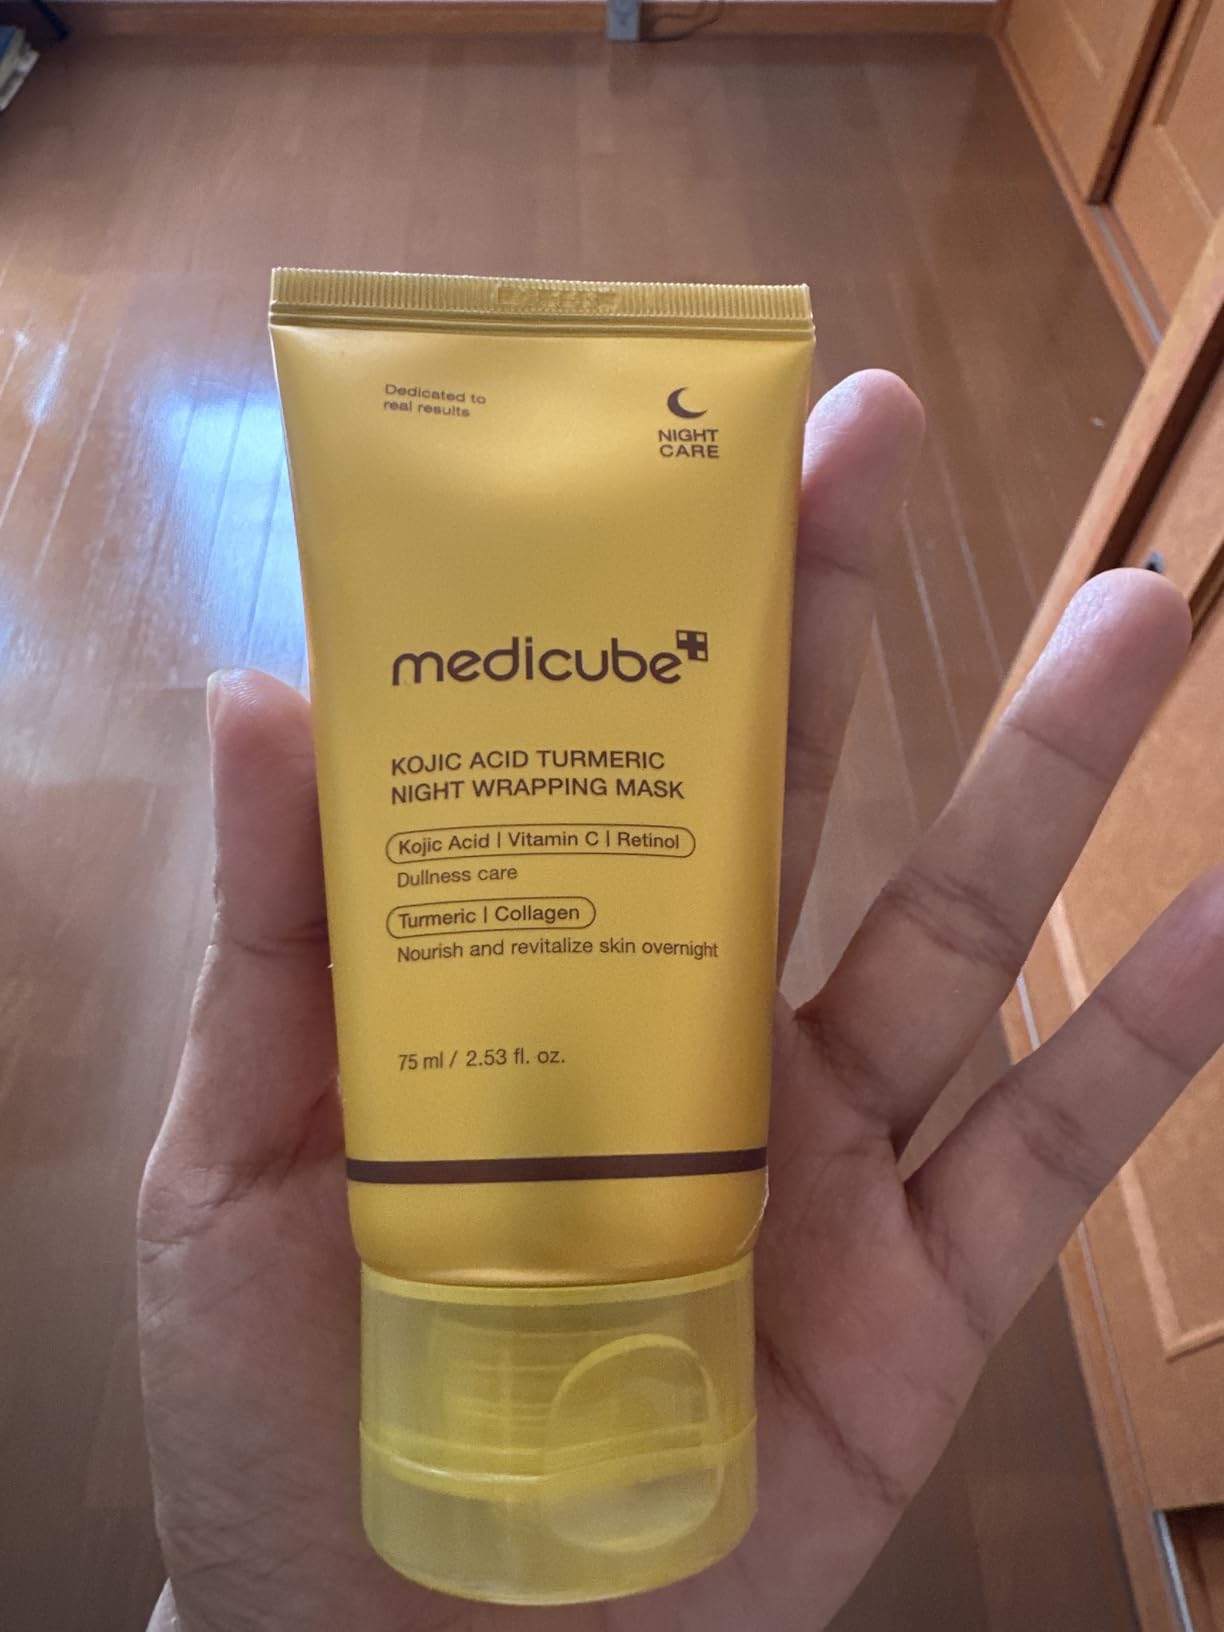 Dedicated to
real results
NIGHT
CARE
medicube
KOJIC ACID TURMERIC
NIGHT WRAPPING MASK
Kojic Acid | Vitamin C | Retinol
Dullness care
Turmeric | Collagen
Nourish and revitalize skin overnight
75 ml / 2.53 fl. oz.